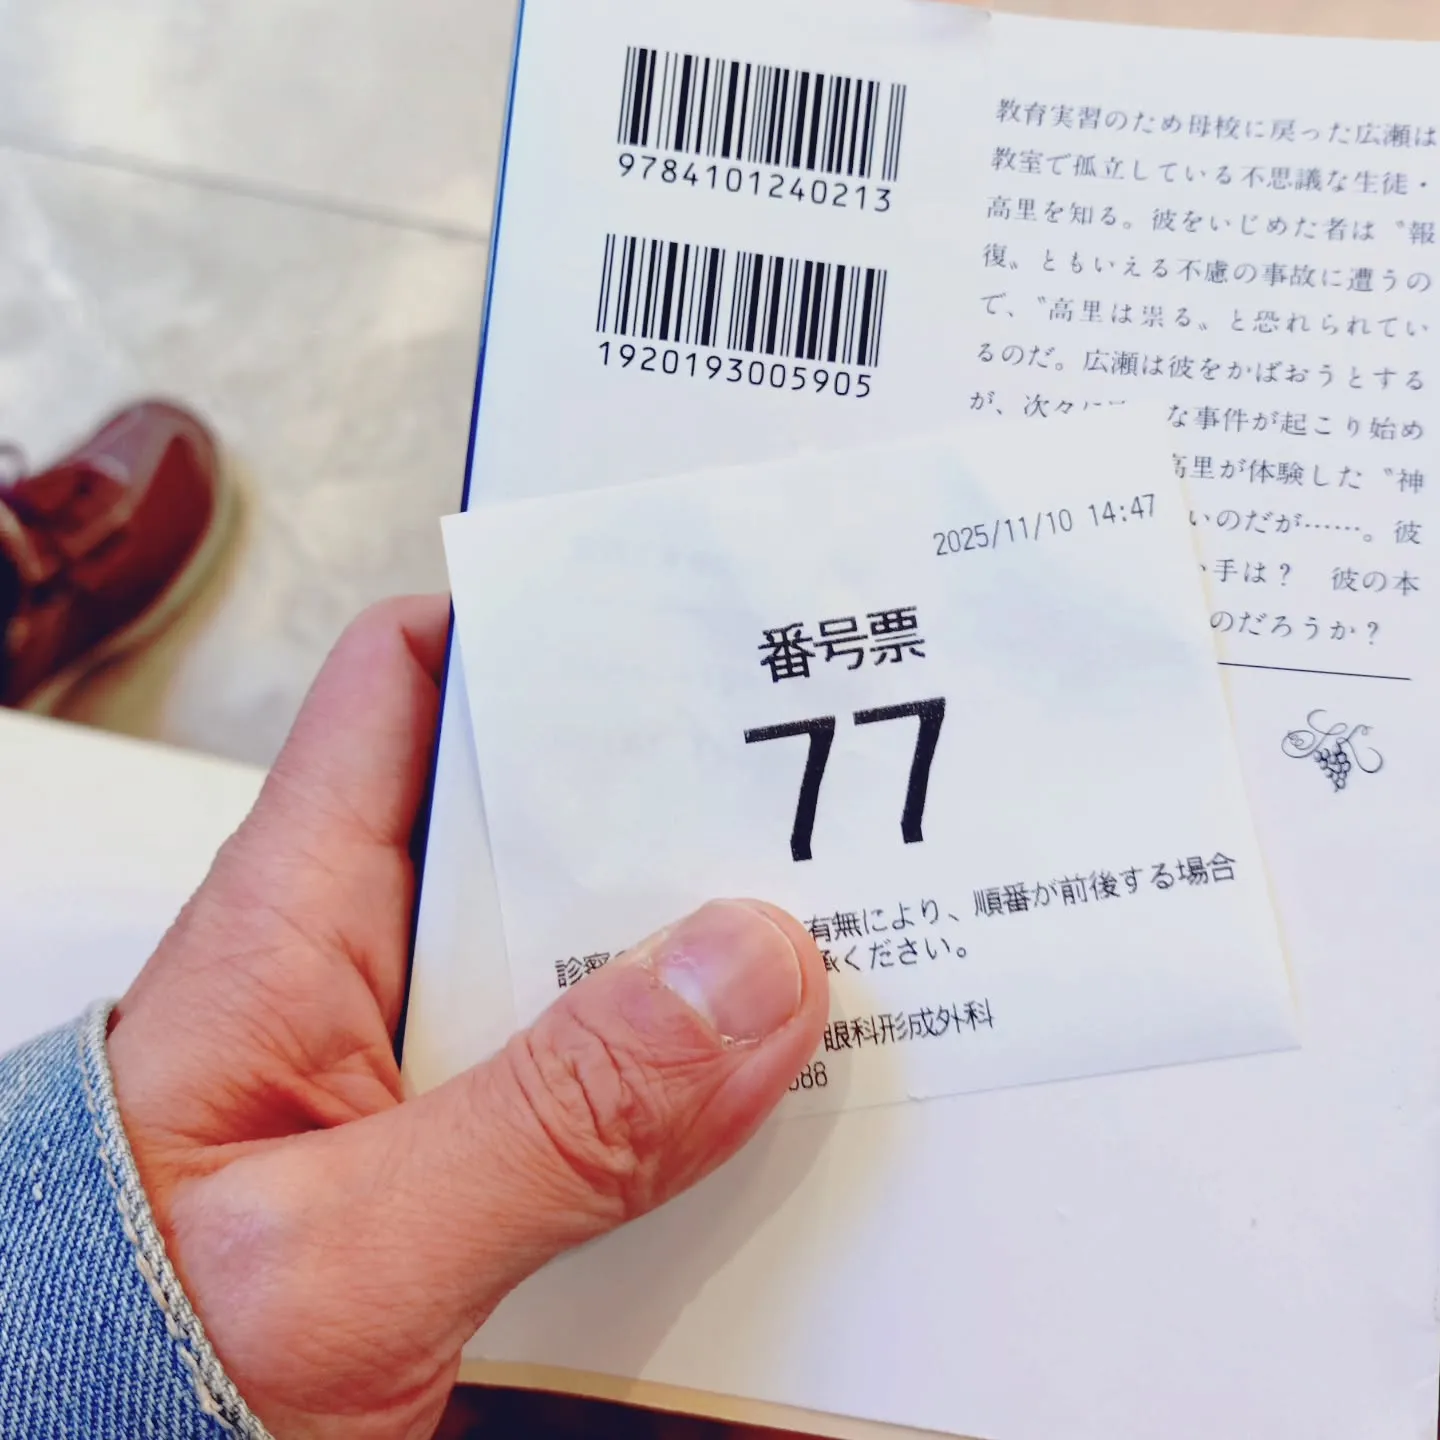 9784101240213
1920193005905
教育実習のため母校に戻った広瀬は
教室で孤立している不思議な生徒・
高里を知る。彼をいじめた者は〝報
復〟ともいえる不慮の事故に遭うの
で、〝高里は祟る〟と恐れられてい
るのだ。広瀬は彼をかばおうとする
が、次々に な事件が起こり始め
高里が体験した〝神
いのだが……。彼
い手は? 彼の本
のだろうか?
2025/11/10 14:47
番号票
77
診察 有無により、順番が前後する場合
承ください。
眼科形成外科
88